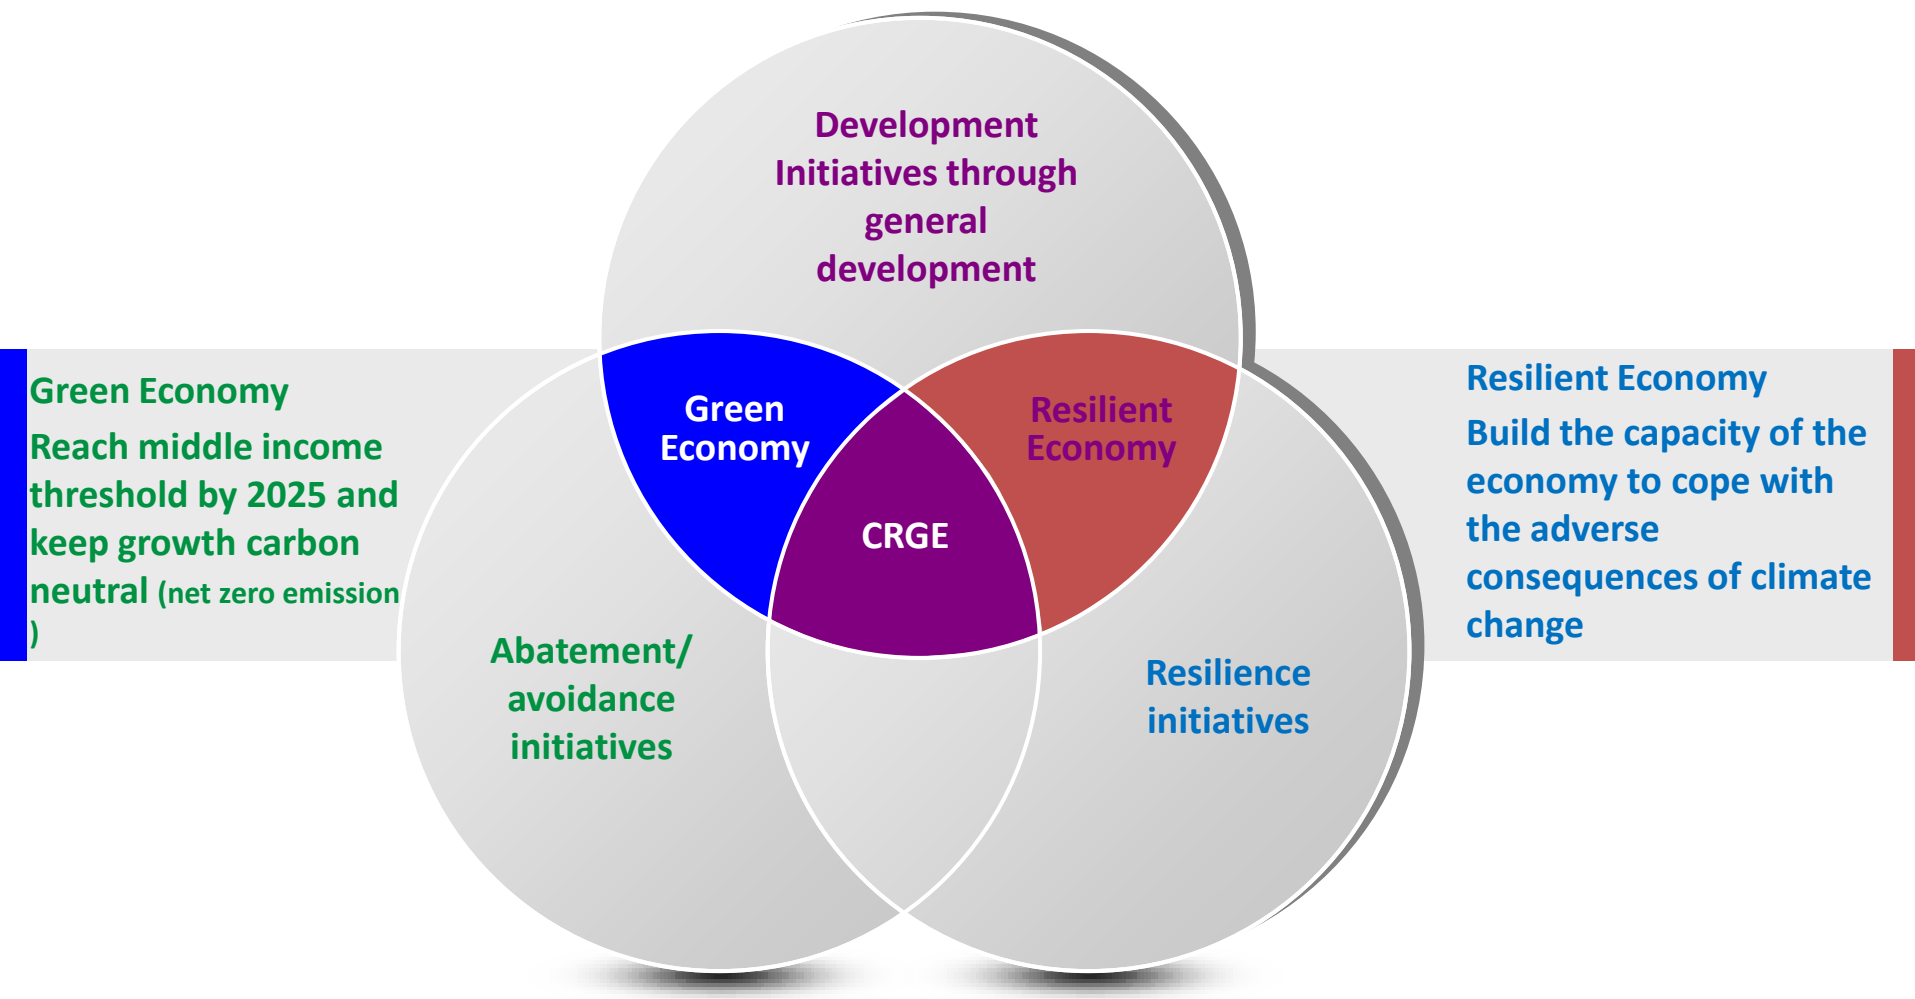 Development
Initiatives through
general
development
Green Economy
Reach middle income
threshold by 2025 and
keep growth carbon
neutral (net zero emission
)
Green
Economy
Resilient
Economy
CRGE
Resilient Economy
Build the capacity of the
economy to cope with
the adverse
consequences of climate
change
Abatement/
avoidance
initiatives
Resilience
initiatives